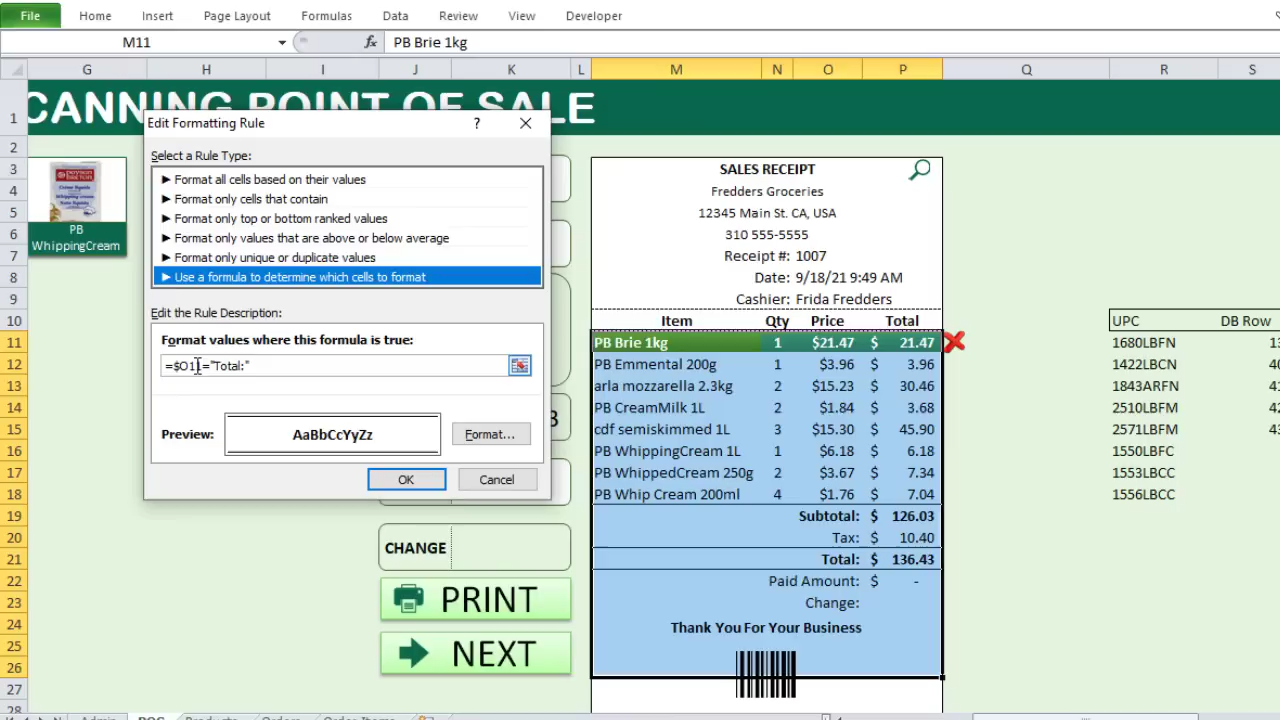 File Home Insert Page Layout Formulas Data Review View Developer
M11 fx PB Brie 1kg
G H I J K L M N O P Q R S
CANNING POINT OF SALE
1
2
3
4
5
6
7
8
9
10
11
12
13
14
15
16
17
18
19
20
21
22
23
24
25
26
27
28
PB
WhippingCream
Edit Formatting Rule ?
Select a Rule Type:
► Format all cells based on their values
► Format only cells that contain
► Format only top or bottom ranked values
► Format only values that are above or below average
► Format only unique or duplicate values
► Use a formula to determine which cells to format
Edit the Rule Description:
Format values where this formula is true:
=$O11="Total:"
Preview: AaBbCcYyZz Format...
OK Cancel
CHANGE
PRINT
NEXT
SALES RECEIPT
Fredders Groceries
12345 Main St. CA, USA
310 555-5555
Receipt #: 1007
Date: 9/18/21 9:49 AM
Cashier: Frida Fredders
Item Qty Price Total
PB Brie 1kg 1 $21.47 $ 21.47
PB Emmental 200g 1 $3.96 $ 3.96
arla mozzarella 2.3kg 2 $15.23 $ 30.46
PB CreamMilk 1L 2 $1.84 $ 3.68
cdf semiskimmed 1L 3 $15.30 $ 45.90
PB WhippingCream 1L 1 $6.18 $ 6.18
PB WhippedCream 250g 2 $3.67 $ 7.34
PB Whip Cream 200ml 4 $1.76 $ 7.04
Subtotal: $ 126.03
Tax: $ 10.40
Total: $ 136.43
Paid Amount: $ -
Change:
Thank You For Your Business
UPC DB Row
1680LBFN
1422LBCN
1843ARFN
2510LBFM
2571LBFM
1550LBFC
1553LBCC
1556LBCC
Admin POS Products Orders Order Items